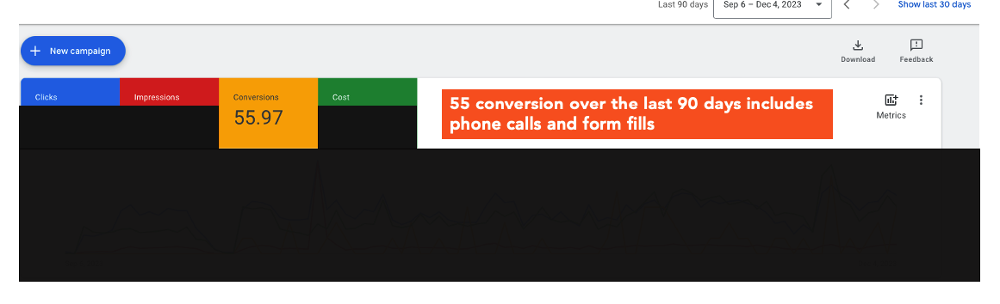 Last 90 days Sep 6 – Dec 4, 2023 Show last 30 days
+ New campaign
Download Feedback
Clicks Impressions Conversions Cost
55.97
55 conversion over the last 90 days includes
phone calls and form fills
Metrics